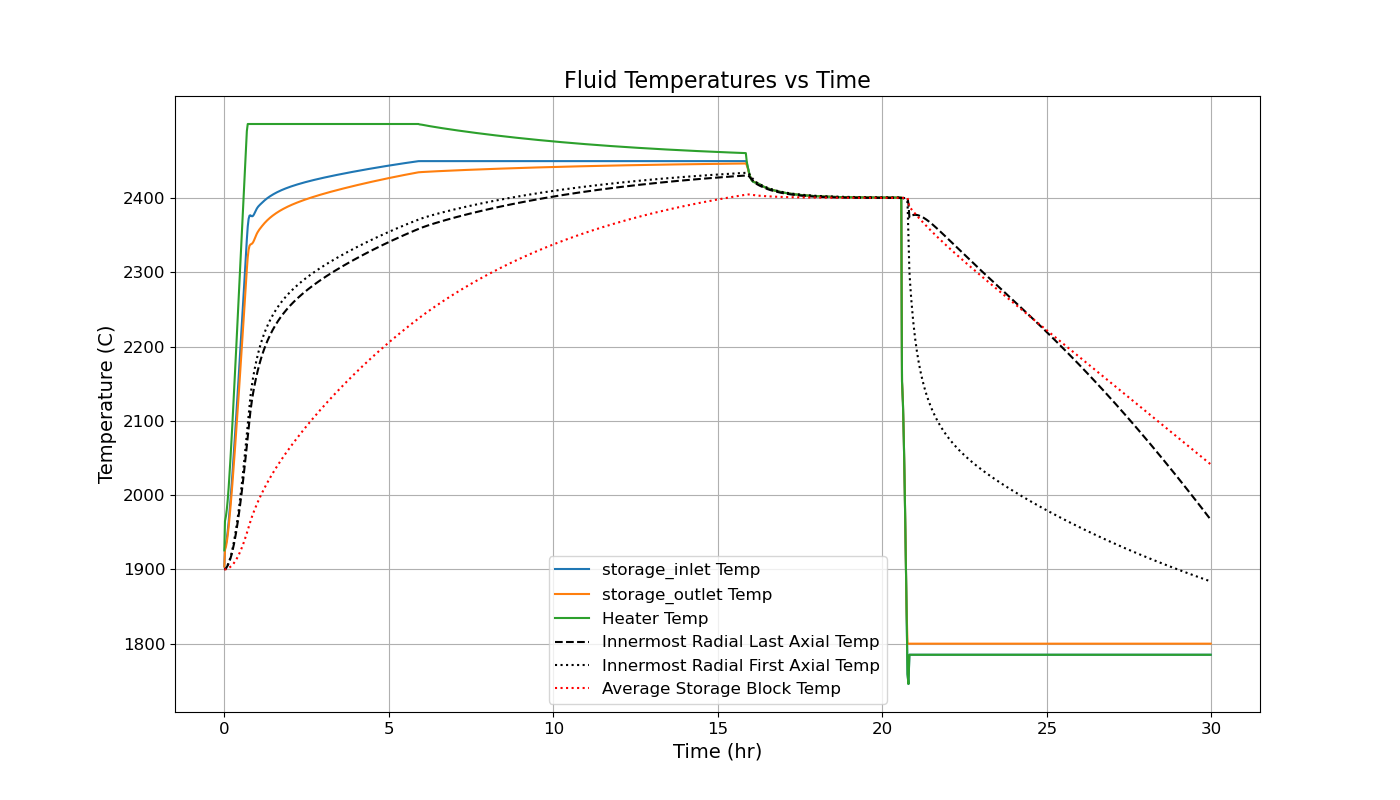 Fluid Temperatures vs Time
Temperature (C)
2400
2300
2200
2100
2000
1900
1800
storage_inlet Temp
storage_outlet Temp
Heater Temp
Innermost Radial Last Axial Temp
Innermost Radial First Axial Temp
Average Storage Block Temp
0 5 10 15 20 25 30
Time (hr)